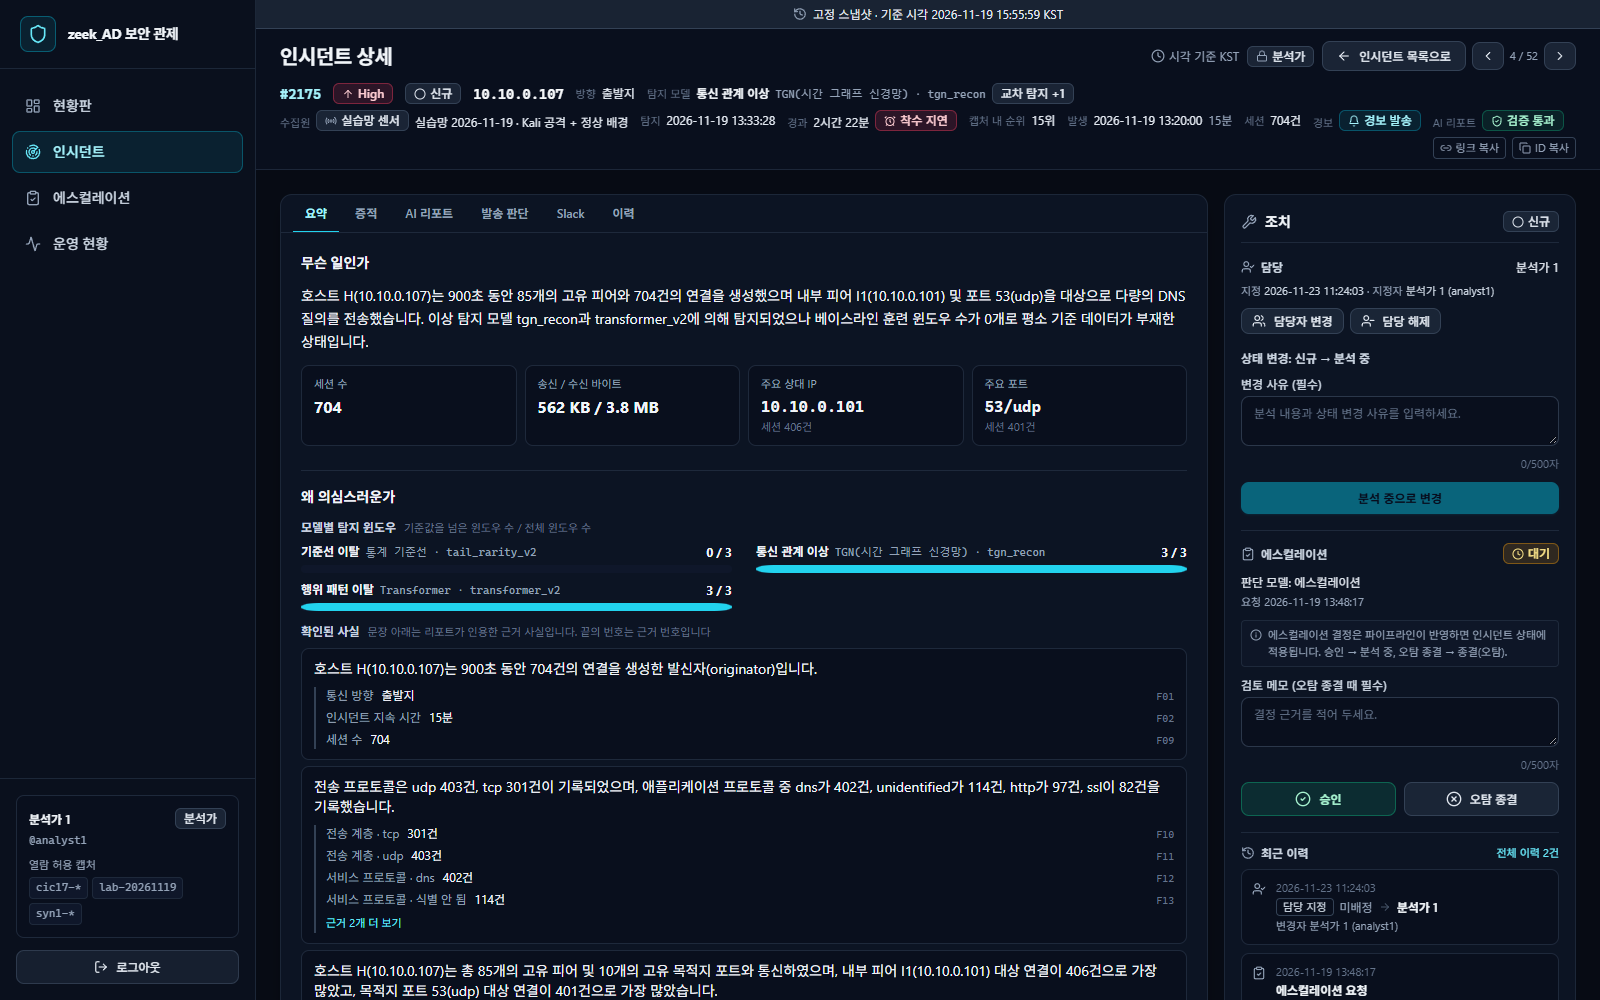 고정 스냅샷 · 기준 시각 2026-11-19 15:55:59 KST
zeek_AD 보안 관제
현황판
인시던트
에스컬레이션
운영 현황
분석가 1
분석가
@analyst1
열람 허용 캡처
cic17-*
lab-20261119
syn1-*
로그아웃
인시던트 상세
시각 기준 KST
분석가
인시던트 목록으로
4 / 52
#2175
High
신규
10.10.0.107
방향 출발지
탐지 모델 통신 관계 이상 TGN(시간 그래프 신경망) · tgn_recon
교차 탐지 +1
수집원
실습망 센서
실습망 2026-11-19 · Kali 공격 + 정상 배경
탐지 2026-11-19 13:33:28
경과 2시간 22분
착수 지연
캡처 내 순위 15위
발생 2026-11-19 13:20:00 15분
세션 704건
경보
경보 발송
AI 리포트
검증 통과
링크 복사
ID 복사
요약
증적
AI 리포트
발송 판단
Slack
이력
무슨 일인가
호스트 H(10.10.0.107)는 900초 동안 85개의 고유 피어와 704건의 연결을 생성했으며 내부 피어 I1(10.10.0.101) 및 포트 53(udp)을 대상으로 다량의 DNS
질의를 전송했습니다. 이상 탐지 모델 tgn_recon과 transformer_v2에 의해 탐지되었으나 베이스라인 훈련 윈도우 수가 0개로 평소 기준 데이터가 부재한
상태입니다.
세션 수
704
송신 / 수신 바이트
562 KB / 3.8 MB
주요 상대 IP
10.10.0.101
세션 406건
주요 포트
53/udp
세션 401건
왜 의심스러운가
모델별 탐지 윈도우 기준값을 넘은 윈도우 수 / 전체 윈도우 수
기준선 이탈 통계 기준선 · tail_rarity_v2
0 / 3
통신 관계 이상 TGN(시간 그래프 신경망) · tgn_recon
3 / 3
행위 패턴 이탈 Transformer · transformer_v2
3 / 3
확인된 사실 문장 아래는 리포트가 인용한 근거 사실입니다. 끝의 번호는 근거 번호입니다
호스트 H(10.10.0.107)는 900초 동안 704건의 연결을 생성한 발신자(originator)입니다.
통신 방향 출발지
F01
인시던트 지속 시간 15분
F02
세션 수 704
F09
전송 프로토콜은 udp 403건, tcp 301건이 기록되었으며, 애플리케이션 프로토콜 중 dns가 402건, unidentified가 114건, http가 97건, ssl이 82건을
기록했습니다.
전송 계층 · tcp 301건
F10
전송 계층 · udp 403건
F11
서비스 프로토콜 · dns 402건
F12
서비스 프로토콜 · 식별 안 됨 114건
F13
근거 2개 더 보기
호스트 H(10.10.0.107)는 총 85개의 고유 피어 및 10개의 고유 목적지 포트와 통신하였으며, 내부 피어 I1(10.10.0.101) 대상 연결이 406건으로 가장
많았고, 목적지 포트 53(udp) 대상 연결이 401건으로 가장 많았습니다.
조치
신규
담당
분석가 1
지정 2026-11-23 11:24:03 · 지정자 분석가 1 (analyst1)
담당자 변경
담당 해제
상태 변경: 신규 → 분석 중
변경 사유 (필수)
분석 내용과 상태 변경 사유를 입력하세요.
0/500자
분석 중으로 변경
에스컬레이션
대기
판단 모델: 에스컬레이션
요청 2026-11-19 13:48:17
에스컬레이션 결정은 파이프라인이 반영하면 인시던트 상태에
적용됩니다. 승인 → 분석 중, 오탐 종결 → 종결(오탐).
검토 메모 (오탐 종결 때 필수)
결정 근거를 적어 두세요.
0/500자
승인
오탐 종결
최근 이력
전체 이력 2건
2026-11-23 11:24:03
담당 지정 미배정 → 분석가 1
변경자 분석가 1 (analyst1)
2026-11-19 13:48:17
에스컬레이션 요청